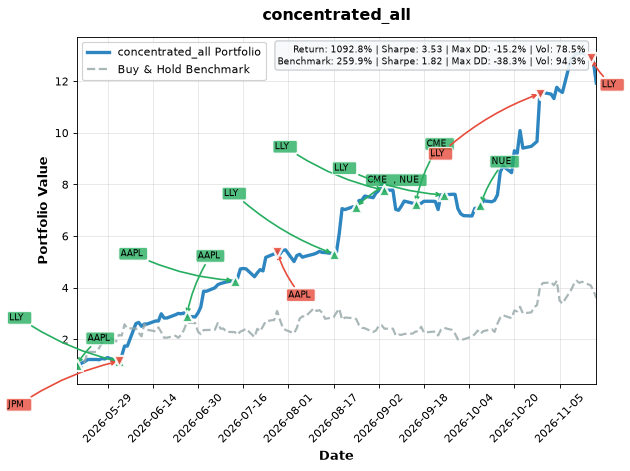 concentrated_all
concentrated_all Portfolio
Buy & Hold Benchmark
Return: 1092.8% | Sharpe: 3.53 | Max DD: -15.2% | Vol: 78.5%
Benchmark: 259.9% | Sharpe: 1.82 | Max DD: -38.3% | Vol: 94.3%
LLY
12
CME
LLY
LLY
10
LLY
NUE
CME , NUE
8
LLY
6
AAPL
AAPL
AAPL
4
LLY
AAPL
2
JPM
Portfolio Value
2026-05-29
2026-06-14
2026-06-30
2026-07-16
2026-08-01
2026-08-17
2026-09-02
2026-09-18
2026-10-04
2026-10-20
2026-11-05
Date